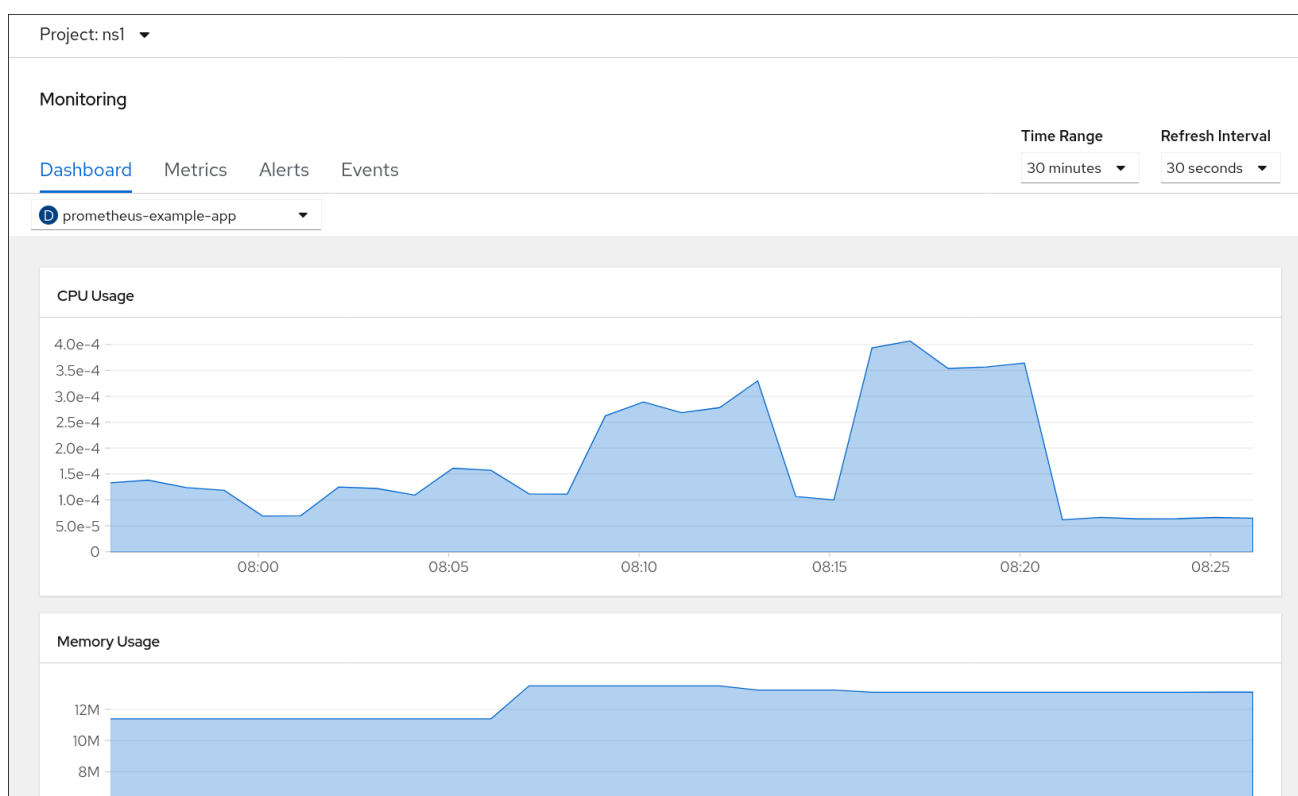 Project: ns1
Monitoring
Time Range
Refresh Interval
Dashboard
Metrics
Alerts
Events
30 minutes
30 seconds
D prometheus-example-app
CPU Usage
4.0e-4
3.5e-4
3.0e-4
2.5e-4
2.0e-4
1.5e-4
1.0e-4
5.0e-5
0
08:00
08:05
08:10
08:15
08:20
08:25
Memory Usage
12M
10M
8M